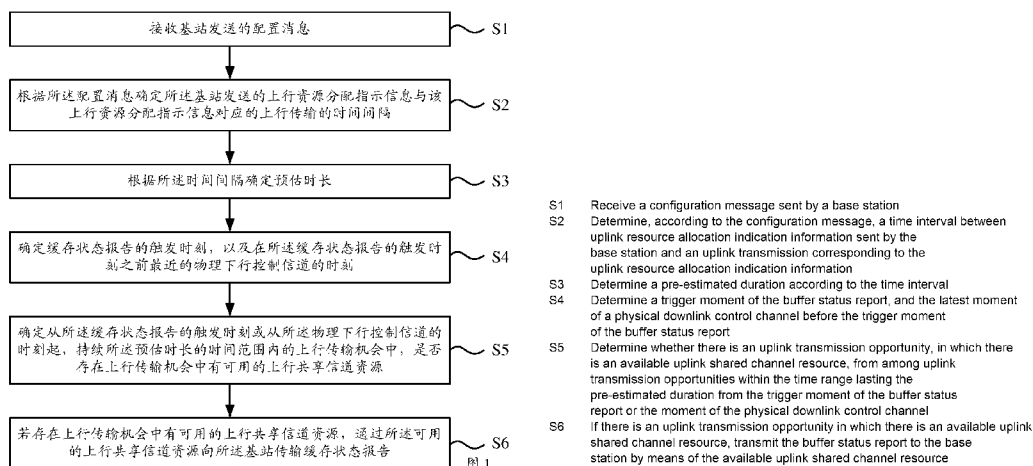 接收基站发送的配置消息
S1
根据所述配置消息确定所述基站发送的上行资源分配指示信息与该
上行资源分配指示信息对应的上行传输的时间间隔
S2
根据所述时间间隔确定预估时长
S3
确定缓存状态报告的触发时刻，以及在所述缓存状态报告的触发时
刻之前最近的物理下行控制信道的时刻
S4
确定从所述缓存状态报告的触发时刻或从所述物理下行控制信道的
时刻起，持续所述预估时长的时间范围内的上行传输机会中，是否
存在上行传输机会中有可用的上行共享信道资源
S5
若存在上行传输机会中有可用的上行共享信道资源，通过所述可用
的上行共享信道资源向所述基站传输缓存状态报告
S6
图 1
S1 Receive a configuration message sent by a base station
S2 Determine, according to the configuration message, a time interval between
uplink resource allocation indication information sent by the
base station and an uplink transmission corresponding to the
uplink resource allocation indication information
S3 Determine a pre-estimated duration according to the time interval
S4 Determine a trigger moment of the buffer status report, and the latest moment
of a physical downlink control channel before the trigger moment
of the buffer status report
S5 Determine whether there is an uplink transmission opportunity, in which there
is an available uplink shared channel resource, from among uplink
transmission opportunities within the time range lasting the
pre-estimated duration from the trigger moment of the buffer status
report or the moment of the physical downlink control channel
S6 If there is an uplink transmission opportunity in which there is an available uplink
shared channel resource, transmit the buffer status report to the base
station by means of the available uplink shared channel resource